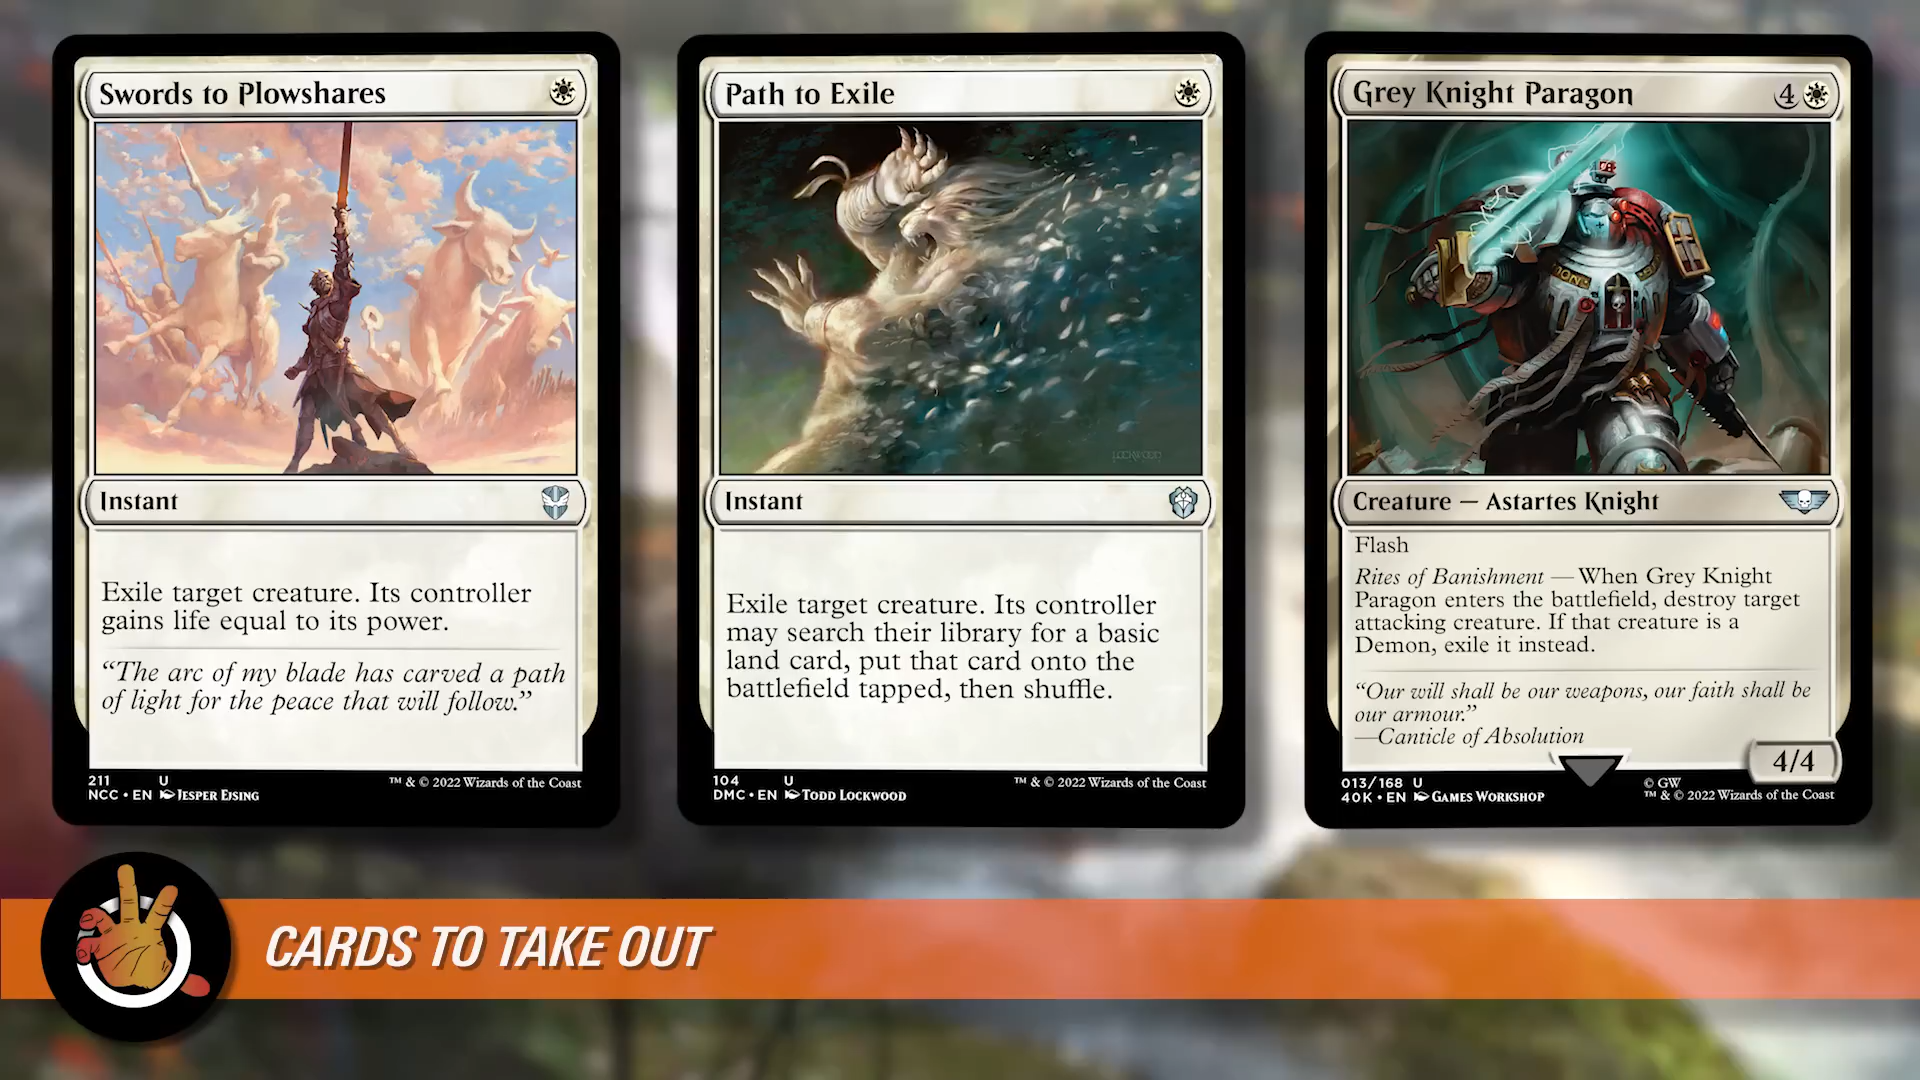 Swords to Plowshares
Instant
Exile target creature. Its controller
gains life equal to its power.
“The arc of my blade has carved a path
of light for the peace that will follow.”
211 U
NCC • EN Jesper Ejsing
™ & © 2022 Wizards of the Coast
Path to Exile
LOCKWOOD
Instant
Exile target creature. Its controller
may search their library for a basic
land card, put that card onto the
battlefield tapped, then shuffle.
104 U
DMC • EN Todd Lockwood
™ & © 2022 Wizards of the Coast
Grey Knight Paragon 4
Creature — Astartes Knight
Flash
Rites of Banishment — When Grey Knight
Paragon enters the battlefield, destroy target
attacking creature. If that creature is a
Demon, exile it instead.
“Our will shall be our weapons, our faith shall be
our armour.”
—Canticle of Absolution
4/4
013/168 U
40K • EN Games Workshop
© GW
™ & © 2022 Wizards of the Coast
CARDS TO TAKE OUT